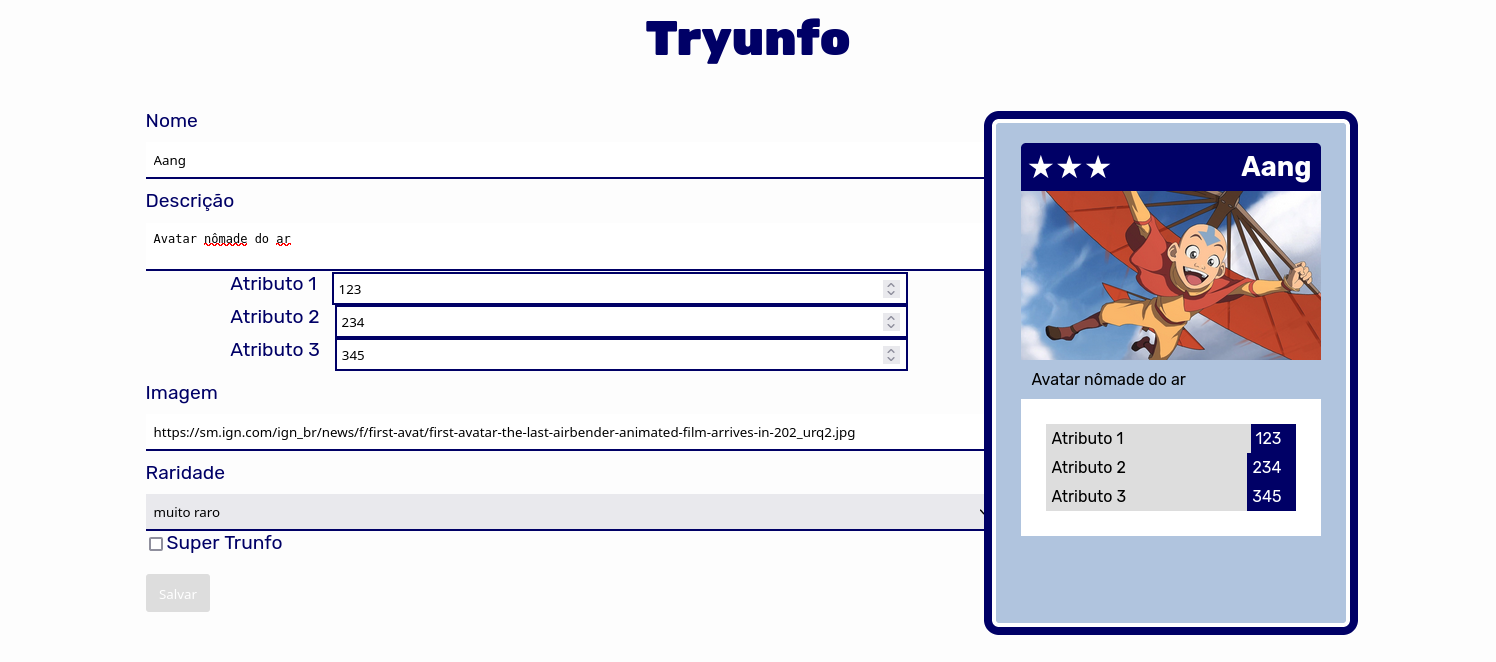 Tryunfo
Nome
Aang
Descrição
Avatar nômade do ar
Atributo 1
123
Atributo 2
234
Atributo 3
345
Imagem
https://sm.ign.com/ign_br/news/f/first-avat/first-avatar-the-last-airbender-animated-film-arrives-in-202_urq2.jpg
Raridade
muito raro
Super Trunfo
Salvar
★★★ Aang
Avatar nômade do ar
Atributo 1 123
Atributo 2 234
Atributo 3 345